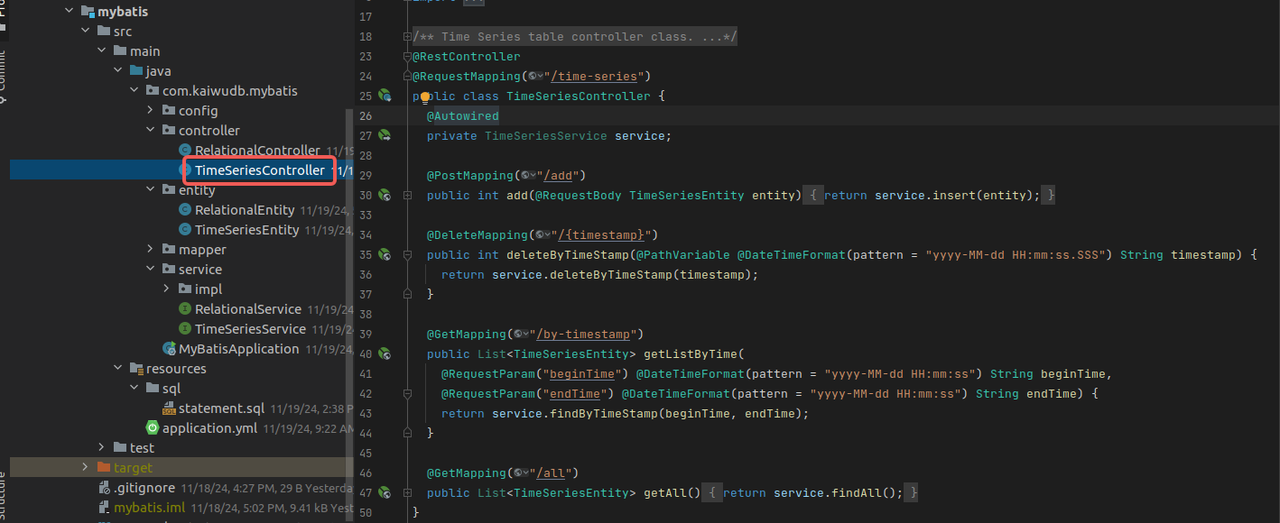 mybatis
src
main
java
com.kaiwudb.mybatis
config
controller
RelationalController 11/19
TimeSeriesController 11/1
entity
RelationalEntity 11/19/24,
TimeSeriesEntity 11/19/24,
mapper
service
impl
RelationalService 11/19/24
TimeSeriesService 11/19/24
MyBatisApplication 11/19/24,
resources
sql
statement.sql 11/19/24, 2:38 P
application.yml 11/19/24, 9:22 A
test
target
.gitignore 11/18/24, 4:27 PM, 29 B Yesterda
mybatis.iml 11/18/24, 5:02 PM, 9.41 kB Yest
Commit
Structure
17
18 /** Time Series table controller class. ...*/
23 @RestController
24 @RequestMapping("/time-series")
25 public class TimeSeriesController {
26 @Autowired
27 private TimeSeriesService service;
28
29 @PostMapping("/add")
30 public int add(@RequestBody TimeSeriesEntity entity) { return service.insert(entity); }
33
34 @DeleteMapping("/{timestamp}")
35 public int deleteByTimeStamp(@PathVariable @DateTimeFormat(pattern = "yyyy-MM-dd HH:mm:ss.SSS") String timestamp) {
36 return service.deleteByTimeStamp(timestamp);
37 }
38
39 @GetMapping("/by-timestamp")
40 public List<TimeSeriesEntity> getListByTime(
41 @RequestParam("beginTime") @DateTimeFormat(pattern = "yyyy-MM-dd HH:mm:ss") String beginTime,
42 @RequestParam("endTime") @DateTimeFormat(pattern = "yyyy-MM-dd HH:mm:ss") String endTime) {
43 return service.findByTimeStamp(beginTime, endTime);
44 }
45
46 @GetMapping("/all")
47 public List<TimeSeriesEntity> getAll() { return service.findAll(); }
50 }